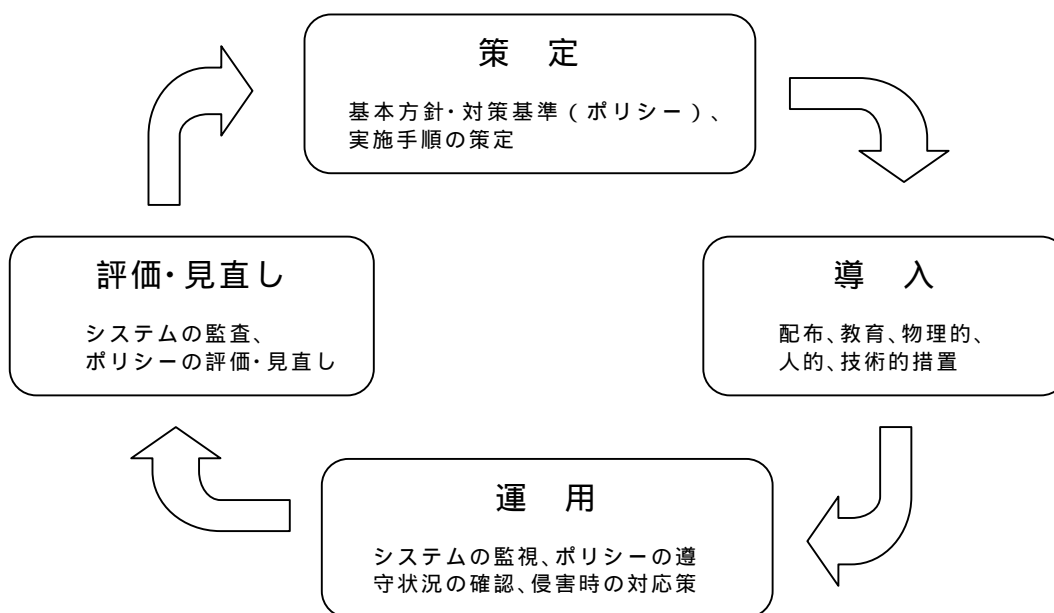 策　定
基本方針・対策基準（ポリシー）、
実施手順の策定
導　入
配布、教育、物理的、
人的、技術的措置
運　用
システムの監視、ポリシーの遵
守状況の確認、侵害時の対応策
評価・見直し
システムの監査、
ポリシーの評価・見直し